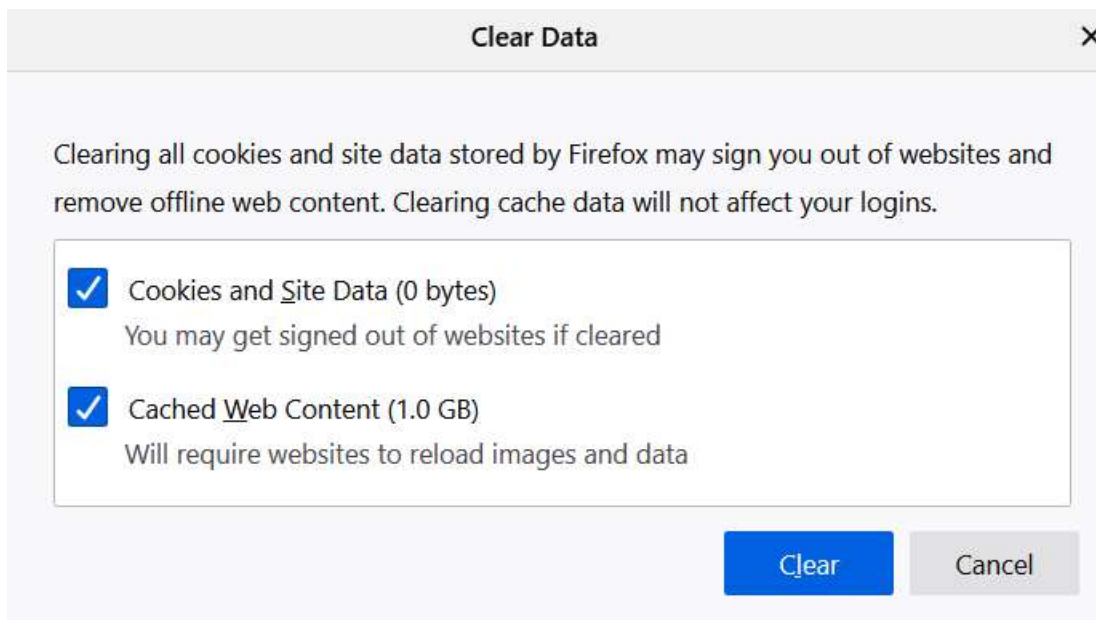 Clear Data
Clearing all cookies and site data stored by Firefox may sign you out of websites and
remove offline web content. Clearing cache data will not affect your logins.
Cookies and Site Data (0 bytes)
You may get signed out of websites if cleared
Cached Web Content (1.0 GB)
Will require websites to reload images and data
Clear Cancel